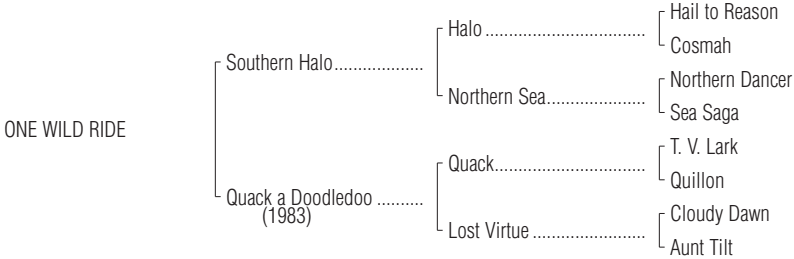 Hail to Reason
Halo ..................................
Cosmah
Southern Halo...................
Northern Dancer
Northern Sea.....................
Sea Saga
ONE WILD RIDE
T. V. Lark
Quack................................
Quillon
Quack a Doodledoo ..........
(1983)
Cloudy Dawn
Lost Virtue ........................
Aunt Tilt